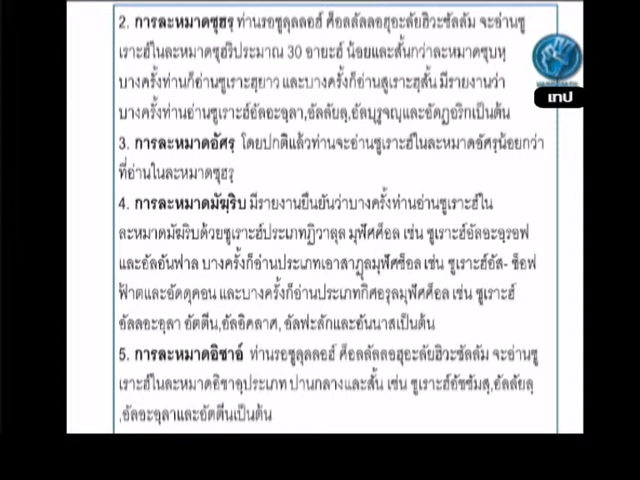 2. การละหมาดซุฮรฺ ท่านรอซูลุลลอฮ์ ศ็อลลัลลอฮุอะลัยฮิวะซัลลัม จะอ่านซู
เราะฮ์ในละหมาดซุฮริประมาณ 30 อายะฮ์ น้อยและสั้นกว่าละหมาดซุบหฺ
บางครั้งท่านก็อ่านซูเราะฮฺยาว และบางครั้งก็อ่านสูเราะฮฺสั้น มีรายงานว่า
บางครั้งท่านอ่านซูเราะฮ์อัลอะอฺลา,อัลลัยลฺ,อัลบุรูจญฺและอัดฏอริกเป็นต้น
เทป
3. การละหมาดอัศรฺ โดยปกติแล้วท่านจะอ่านซูเราะฮ์ในละหมาดอัศรฺน้อยกว่า
ที่อ่านในละหมาดซุฮรฺ
4. การละหมาดมัฆริบ มีรายงานยืนยันว่าบางครั้งท่านอ่านซูเราะฮ์ใน
ละหมาดมัฆริบด้วยซูเราะฮ์ประเภทฏิวาลุล มุฟัศศ็อล เช่น ซูเราะฮ์อัลอะอฺรอฟ
และอัลอันฟาล บางครั้งก็อ่านประเภทเอาสาฏุลมุฟัศซ็อล เช่น ซูเราะฮ์อัส- ซ็อฟ
ฟ้าตและอัดดุคอน และบางครั้งก็อ่านประเภทกิศอรุลมุฟัศศ็อล เช่น ซูเราะฮ์
อัลลอะอฺลา อัตตีน,อัลอิคลาศ, อัลฟะลักและอันนาสเป็นต้น
5. การละหมาดอิชาอ์ ท่านรอซูลุลลอฮ์ ศ็อลลัลลอฮุอะลัยฮิวะซัลลัม จะอ่านซู
เราะฮ์ในละหมาดอิชาอฺประเภท ปานกลางและสั้น เช่น ซูเราะฮ์อัชชัมสฺ,อัลลัยลฺ
,อัลอะอฺลาและอัตตีนเป็นต้น